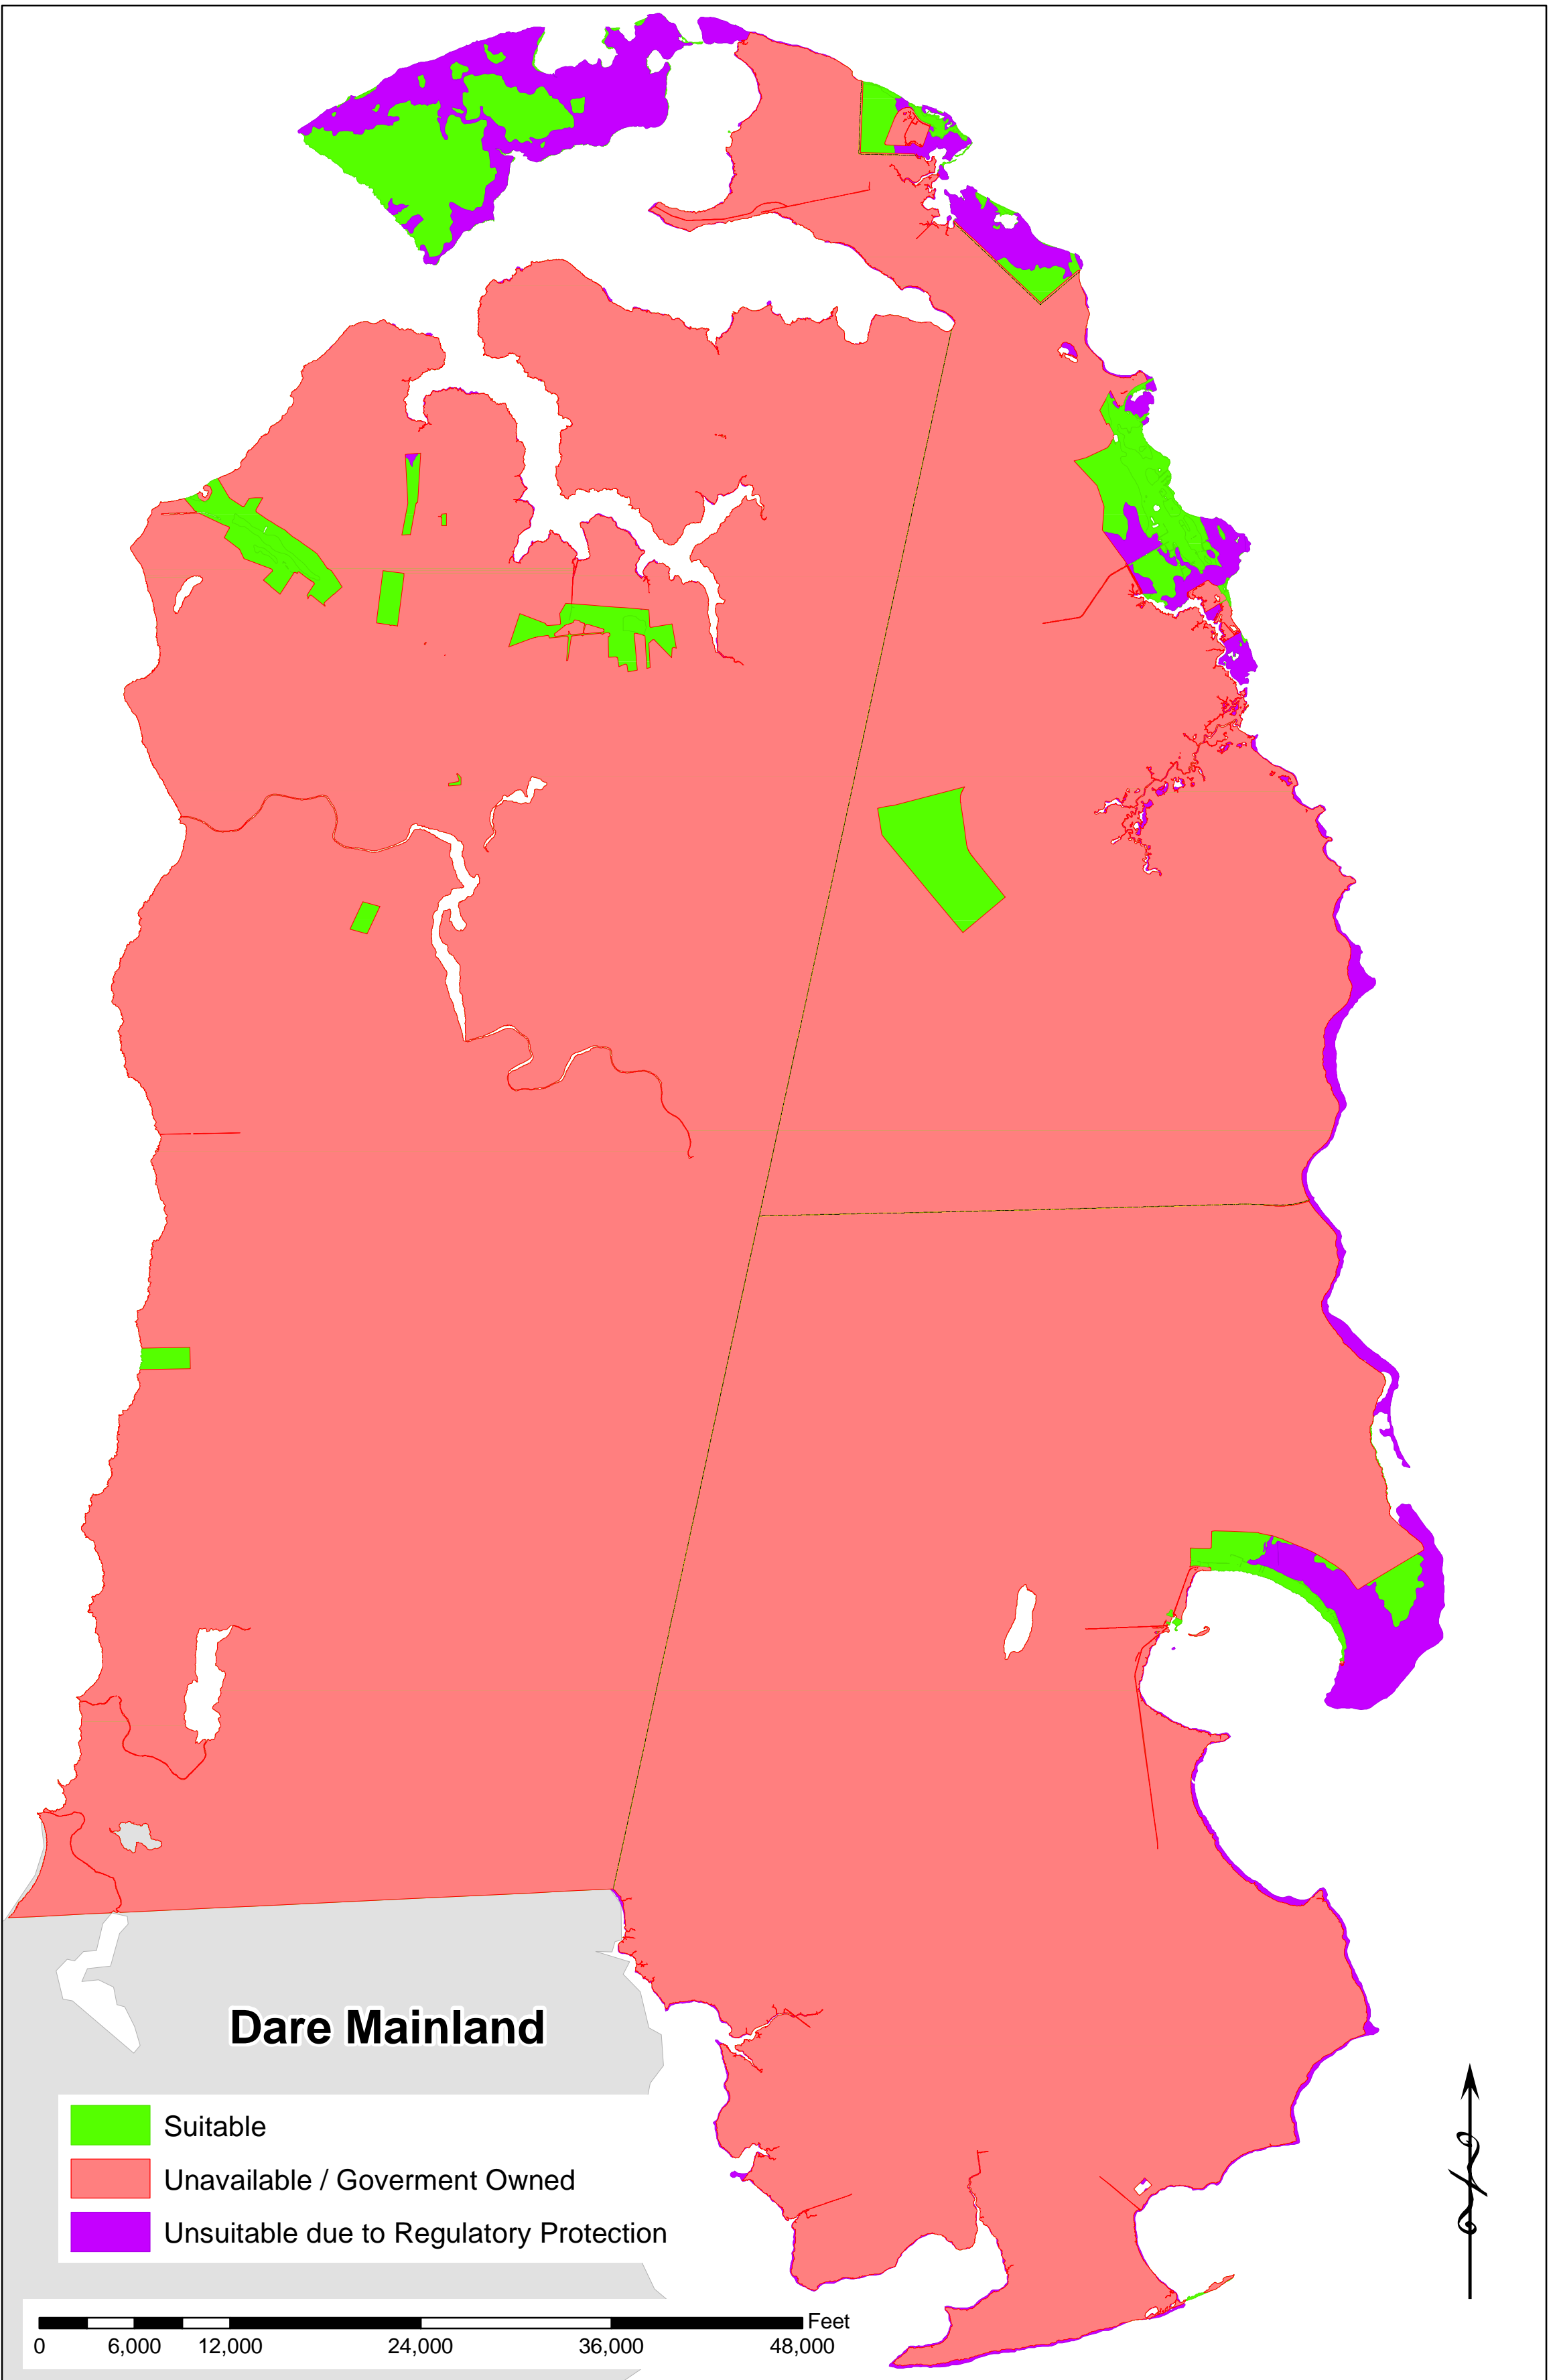 Dare Mainland
Suitable
Unavailable / Goverment Owned
Unsuitable due to Regulatory Protection
Feet
0 6,000 12,000 24,000 36,000 48,000